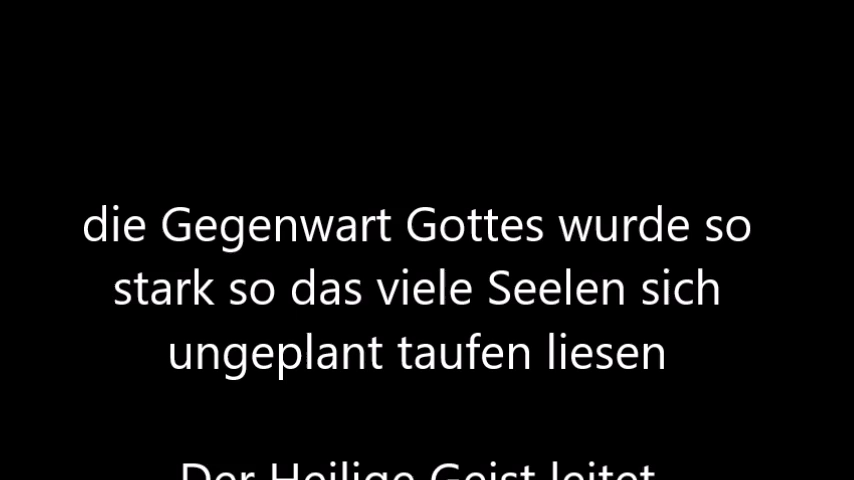 die Gegenwart Gottes wurde so
stark so das viele Seelen sich
ungeplant taufen liesen
Der Heilige Geist leitet